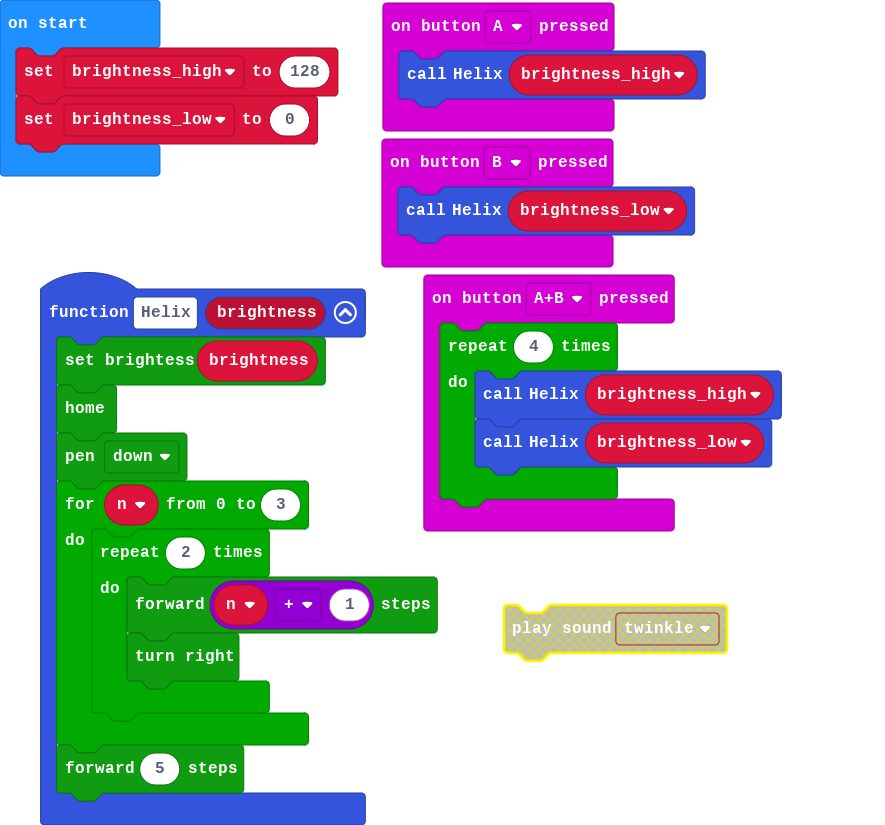 on start
set brightness_high to 128
set brightness_low to 0
on button A pressed
call Helix brightness_high
on button B pressed
call Helix brightness_low
on button A+B pressed
repeat 4 times
do
call Helix brightness_high
call Helix brightness_low
function Helix brightness
set brightess brightness
home
pen down
for n from 0 to 3
do
repeat 2 times
do
forward n + 1 steps
turn right
forward 5 steps
play sound twinkle